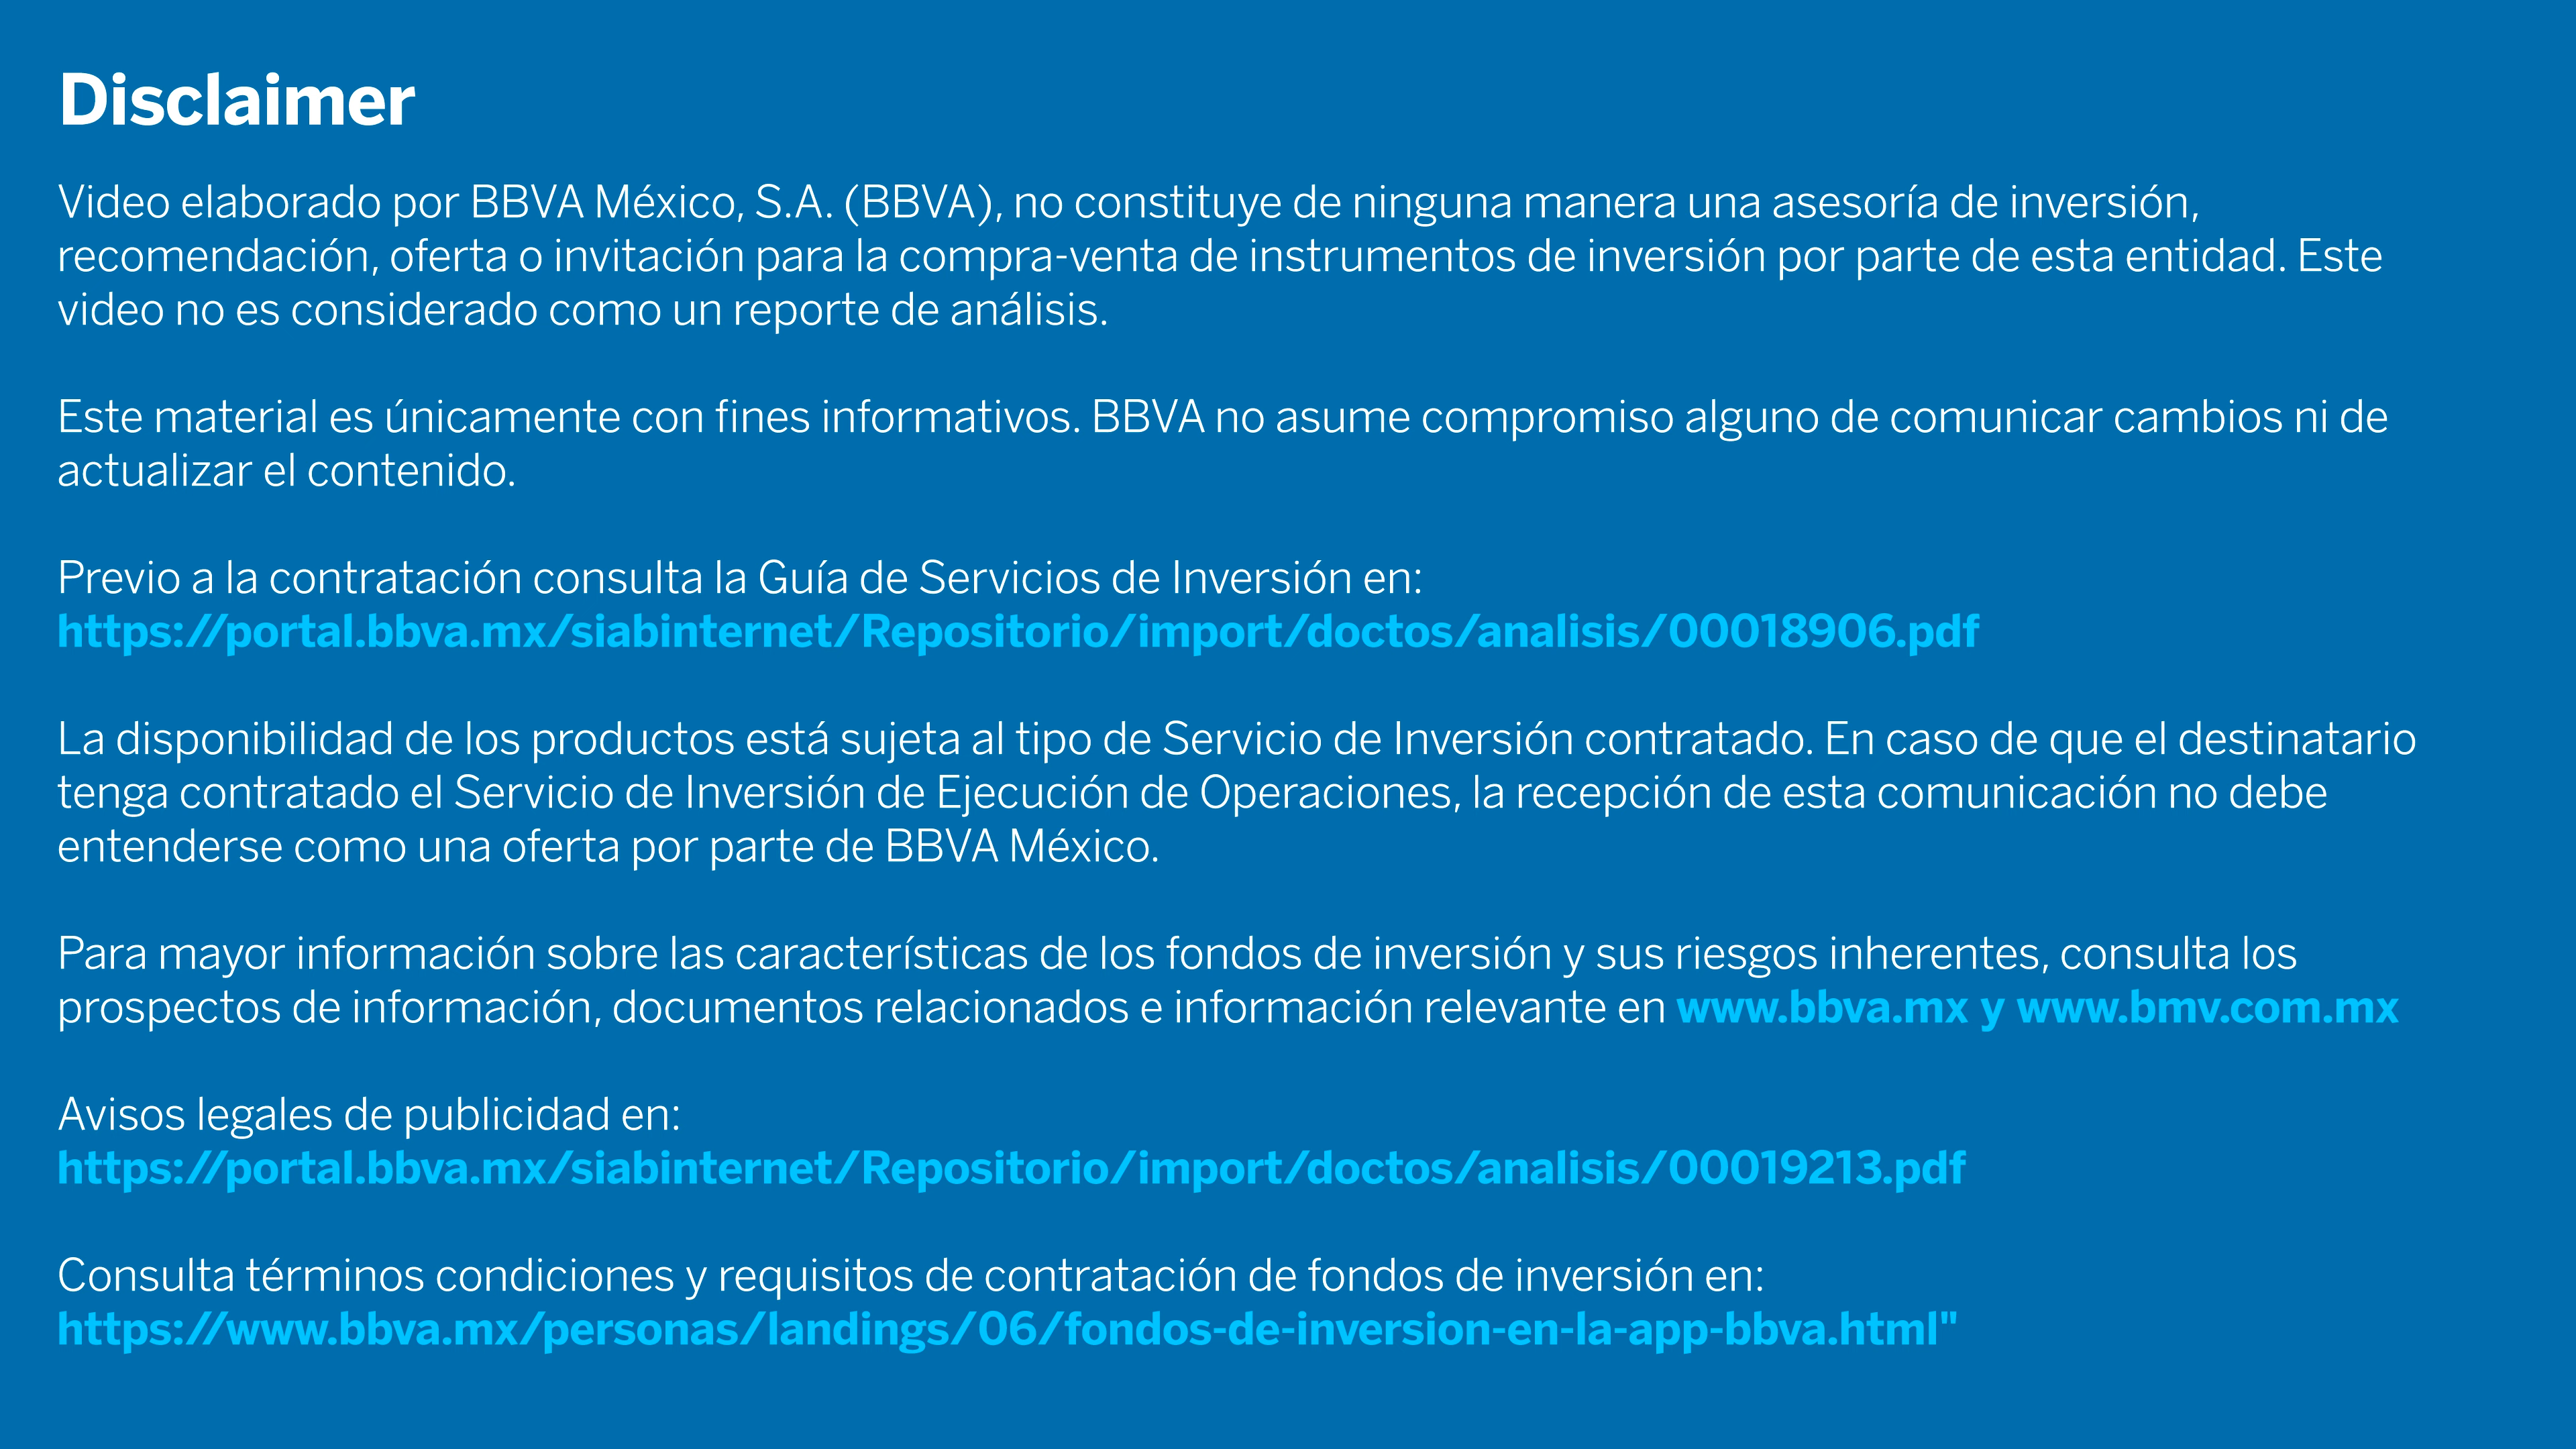 Disclaimer
Video elaborado por BBVA México, S.A. (BBVA), no constituye de ninguna manera una asesoría de inversión,
recomendación, oferta o invitación para la compra-venta de instrumentos de inversión por parte de esta entidad. Este
video no es considerado como un reporte de análisis.
Este material es únicamente con fines informativos. BBVA no asume compromiso alguno de comunicar cambios ni de
actualizar el contenido.
Previo a la contratación consulta la Guía de Servicios de Inversión en:
https://portal.bbva.mx/siabinternet/Repositorio/import/doctos/analisis/00018906.pdf
La disponibilidad de los productos está sujeta al tipo de Servicio de Inversión contratado. En caso de que el destinatario
tenga contratado el Servicio de Inversión de Ejecución de Operaciones, la recepción de esta comunicación no debe
entenderse como una oferta por parte de BBVA México.
Para mayor información sobre las características de los fondos de inversión y sus riesgos inherentes, consulta los
prospectos de información, documentos relacionados e información relevante en www.bbva.mx y www.bmv.com.mx
Avisos legales de publicidad en:
https://portal.bbva.mx/siabinternet/Repositorio/import/doctos/analisis/00019213.pdf
Consulta términos condiciones y requisitos de contratación de fondos de inversión en:
https://www.bbva.mx/personas/landings/06/fondos-de-inversion-en-la-app-bbva.html"